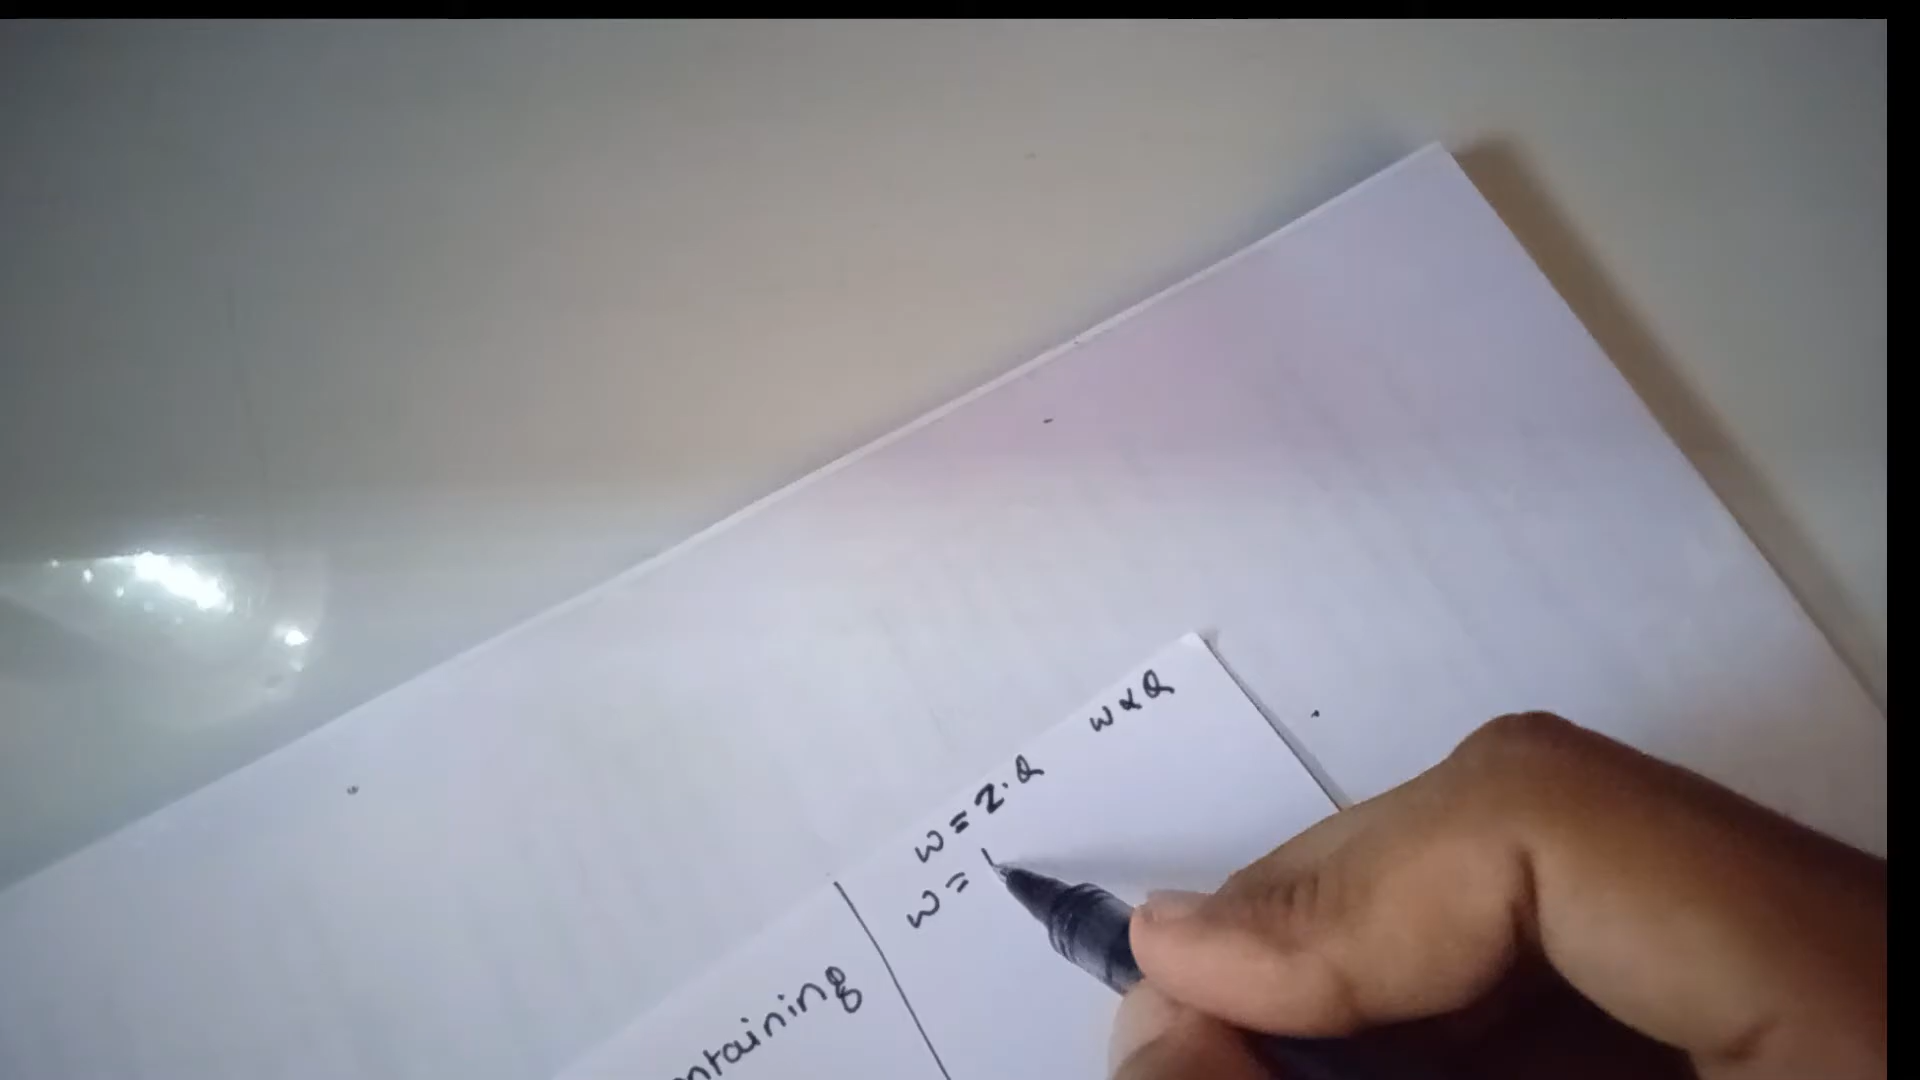 W α Q
W = Z.Q
W =
ntaining